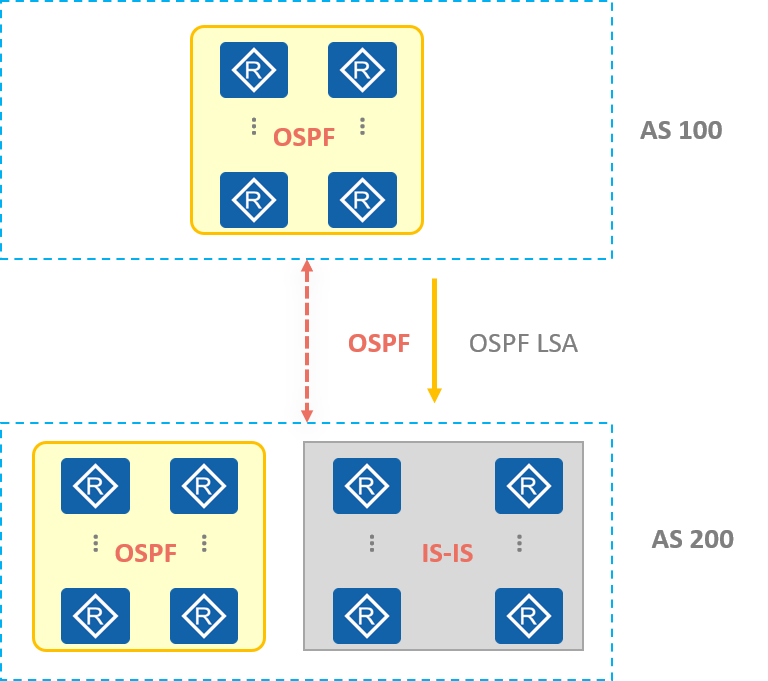 R R
OSPF
R R
AS 100
OSPF
OSPF LSA
R R
OSPF
R R
R R
IS-IS
R R
AS 200